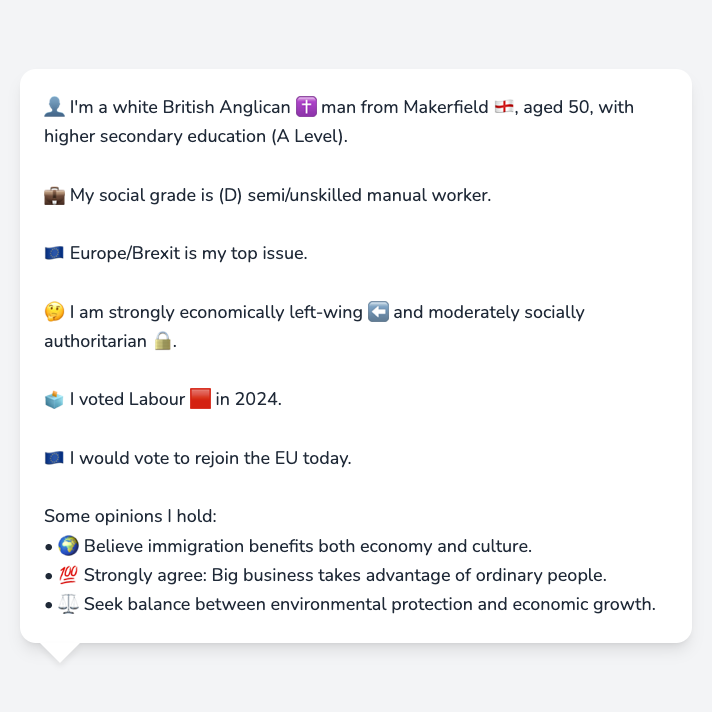 👤 I'm a white British Anglican ✝️ man from Makerfield 🏴󠁧󠁢󠁥󠁮󠁧󠁿, aged 50, with
higher secondary education (A Level).
💼 My social grade is (D) semi/unskilled manual worker.
🇪🇺 Europe/Brexit is my top issue.
🤔 I am strongly economically left-wing ⬅️ and moderately socially
authoritarian 🔒.
🗳️ I voted Labour 🟥 in 2024.
🇪🇺 I would vote to rejoin the EU today.
Some opinions I hold:
• 🌍 Believe immigration benefits both economy and culture.
• 💯 Strongly agree: Big business takes advantage of ordinary people.
• ⚖️ Seek balance between environmental protection and economic growth.